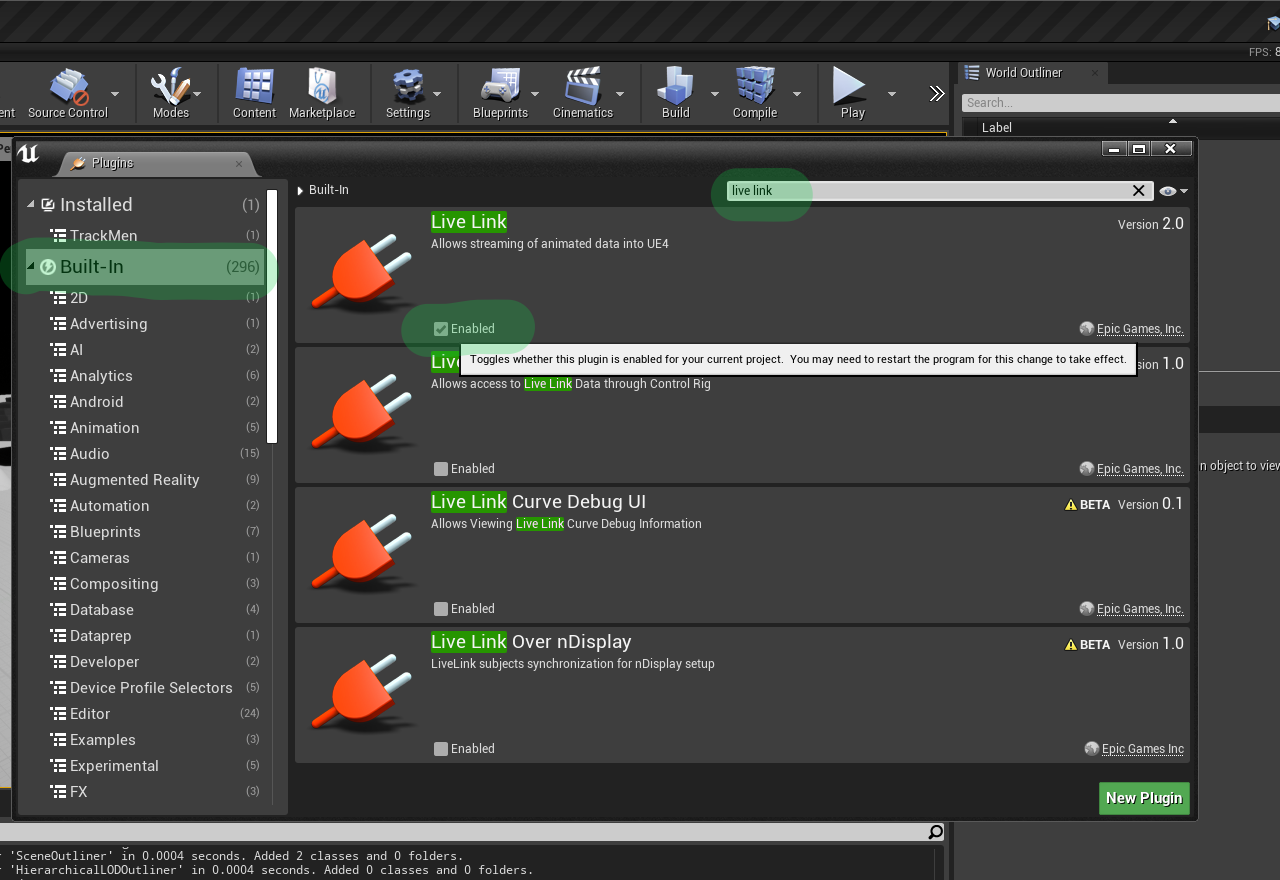 FPS: 8
ent
Source Control
Modes
Content
Marketplace
Settings
Blueprints
Cinematics
Build
Compile
Play
World Outliner
Search...
Label
Pe
Plugins
Installed (1)
TrackMen (1)
Built-In (296)
2D (1)
Advertising (1)
AI (2)
Analytics (6)
Android (2)
Animation (5)
Audio (15)
Augmented Reality (9)
Automation (2)
Blueprints (7)
Cameras (1)
Compositing (3)
Database (4)
Dataprep (1)
Developer (2)
Device Profile Selectors (5)
Editor (24)
Examples (3)
Experimental (5)
FX (3)
Built-In
live link
Live Link
Version 2.0
Allows streaming of animated data into UE4
Enabled
Epic Games, Inc.
Toggles whether this plugin is enabled for your current project. You may need to restart the program for this change to take effect.
Live
sion 1.0
Allows access to Live Link Data through Control Rig
Enabled
Epic Games, Inc.
Live Link Curve Debug UI
BETA Version 0.1
Allows Viewing Live Link Curve Debug Information
Enabled
Epic Games, Inc.
Live Link Over nDisplay
BETA Version 1.0
LiveLink subjects synchronization for nDisplay setup
Enabled
Epic Games Inc
New Plugin
n object to view
'SceneOutliner' in 0.0004 seconds. Added 2 classes and 0 folders.
'HierarchicalLODOutliner' in 0.0004 seconds. Added 0 classes and 0 folders.